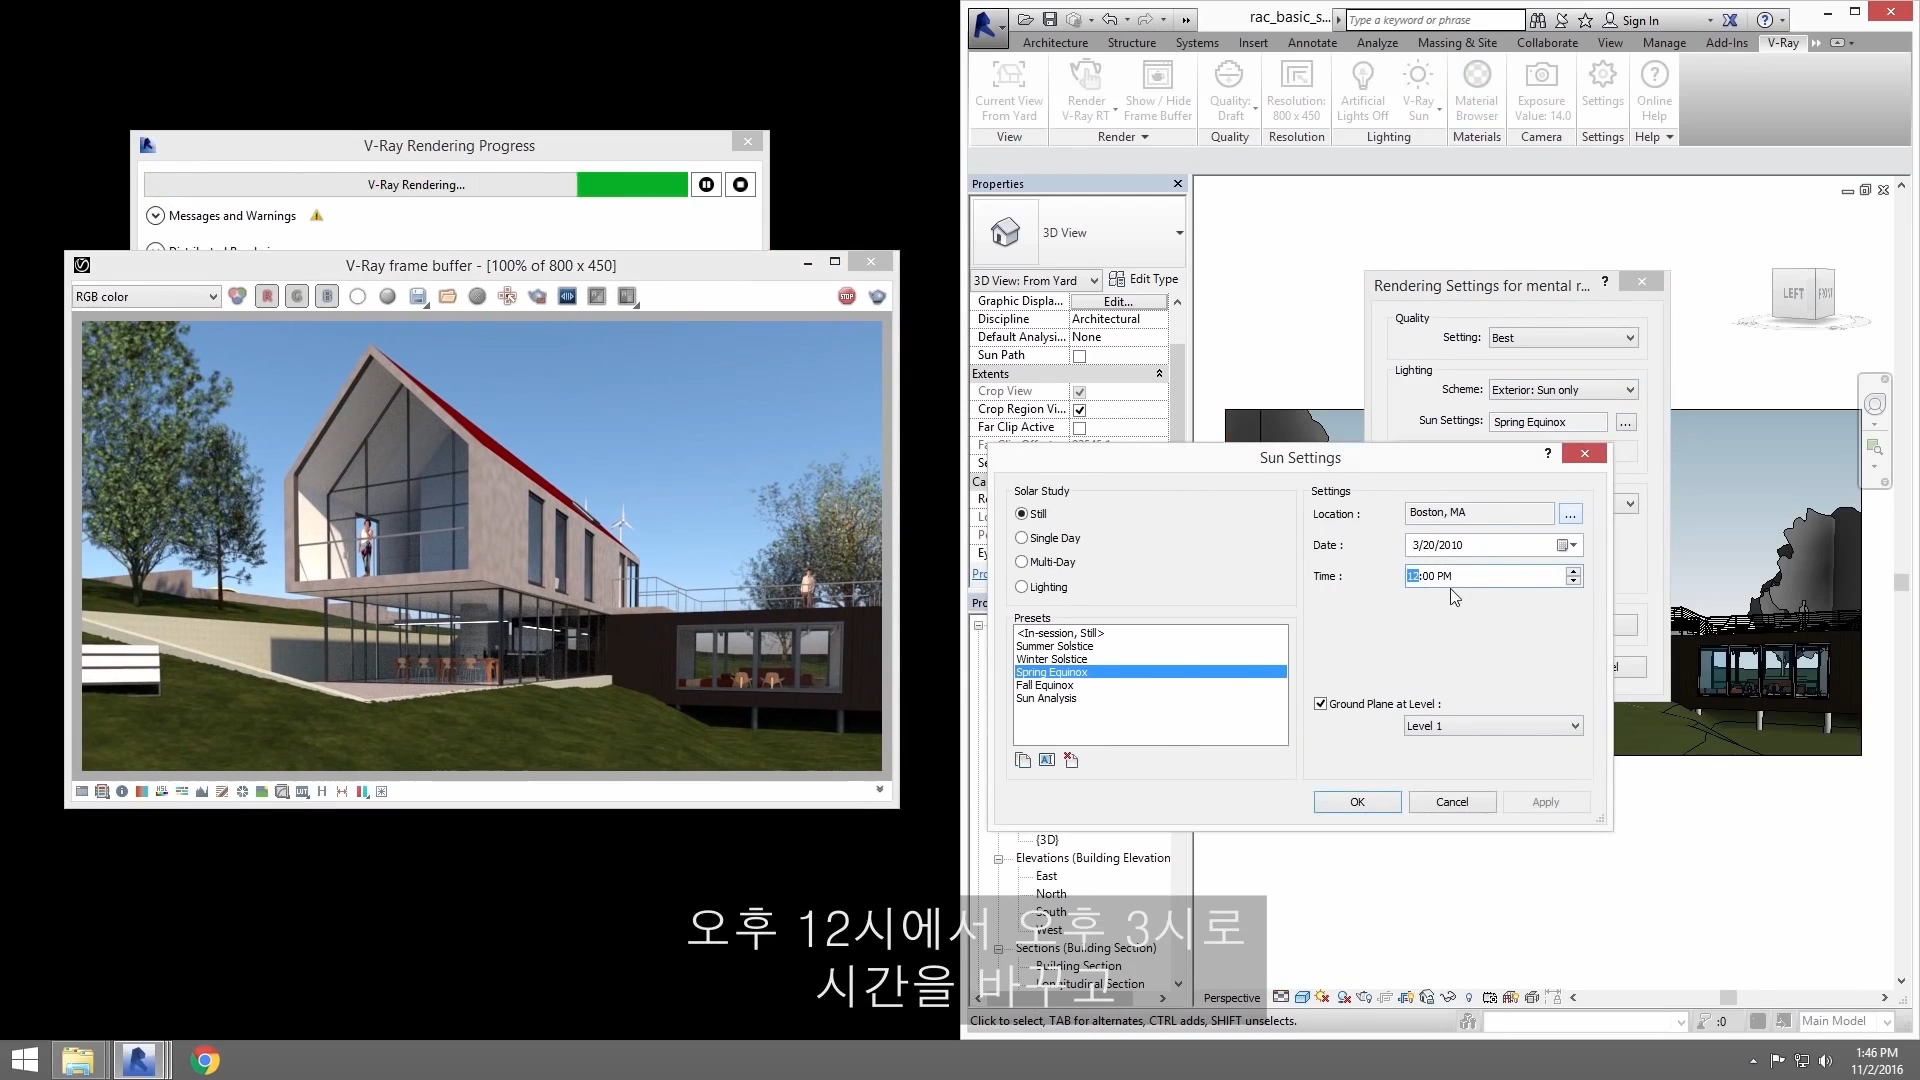 rac_basic_s...
Type a keyword or phrase
Sign In
Architecture Structure Systems Insert Annotate Analyze Massing & Site Collaborate View Manage Add-Ins V-Ray
Current View From Yard
Render V-Ray RT
Show / Hide Frame Buffer
Quality: Draft
Resolution: 800 x 450
Artificial Lights Off
V-Ray Sun
Material Browser
Exposure Value: 14.0
Settings
Online Help
View Render Quality Resolution Lighting Materials Camera Settings Help
V-Ray Rendering Progress
V-Ray Rendering...
Messages and Warnings
V-Ray frame buffer - [100% of 800 x 450]
RGB color
R G B
STOP
HSL
LUT
H
Properties
3D View
3D View: From Yard
Edit Type
Graphic Displa... Edit...
Discipline Architectural
Default Analysi... None
Sun Path
Extents
Crop View
Crop Region Vi...
Far Clip Active
Rendering Settings for mental r...
Quality
Setting: Best
Lighting
Scheme: Exterior: Sun only
Sun Settings: Spring Equinox ...
LEFT
FRONT
Sun Settings
Solar Study
Still
Single Day
Multi-Day
Lighting
Presets
<In-session, Still>
Summer Solstice
Winter Solstice
Spring Equinox
Fall Equinox
Sun Analysis
AI
Settings
Location : Boston, MA ...
Date : 3/20/2010
Time : 12:00 PM
Ground Plane at Level :
Level 1
OK Cancel Apply
{3D}
Elevations (Building Elevation
East
North
South
West
Sections (Building Section)
Building Section
Longitudinal Section
오후 12시에서 오후 3시로
시간을 바꾸고
Perspective
Click to select, TAB for alternates, CTRL adds, SHIFT unselects.
:0
Main Model
1:46 PM
11/2/2016